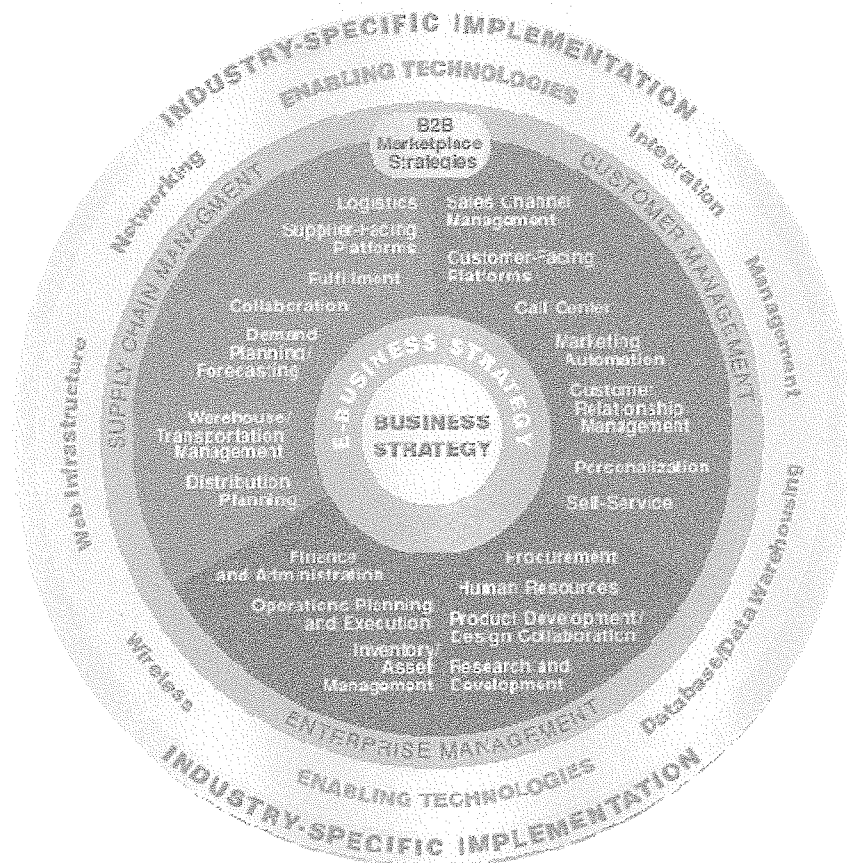 INDUSTRY-SPECIFIC IMPLEMENTATION
ENABLING TECHNOLOGIES
B2B
Marketplace
Strategies
Networking
Integration
SUPPLY CHAIN MANAGMENT
CUSTOMER MANAGEMENT
Logistics
Supplier-Facing
Platforms
Fulfillment
Collaboration
Demand
Planning/
Forecasting
Warehouse/
Transportation
Management
Distribution
Planning
Sales Channel
Management
Customer-Facing
Platforms
Call Center
Marketing
Automation
Customer
Relationship
Management
Personalization
Self-Service
Management
Web Infrastructure
E-BUSINESS STRATEGY
BUSINESS
STRATEGY
Finance
and Administration
Operations Planning
and Execution
Inventory/
Asset
Management
Procurement
Human Resources
Product Development/
Design Collaboration
Research and
Development
Wireless
Database/Data Warehousing
ENTERPRISE MANAGEMENT
ENABLING TECHNOLOGIES
INDUSTRY-SPECIFIC IMPLEMENTATION